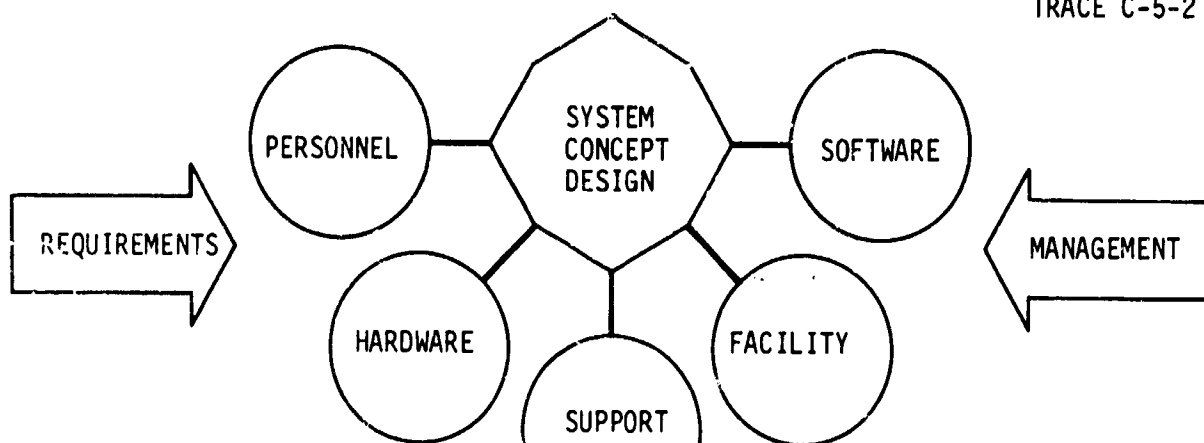 TRACE C-5-2
SYSTEM
CONCEPT
DESIGN
PERSONNEL
SOFTWARE
REQUIREMENTS
MANAGEMENT
HARDWARE
FACILITY
SUPPORT